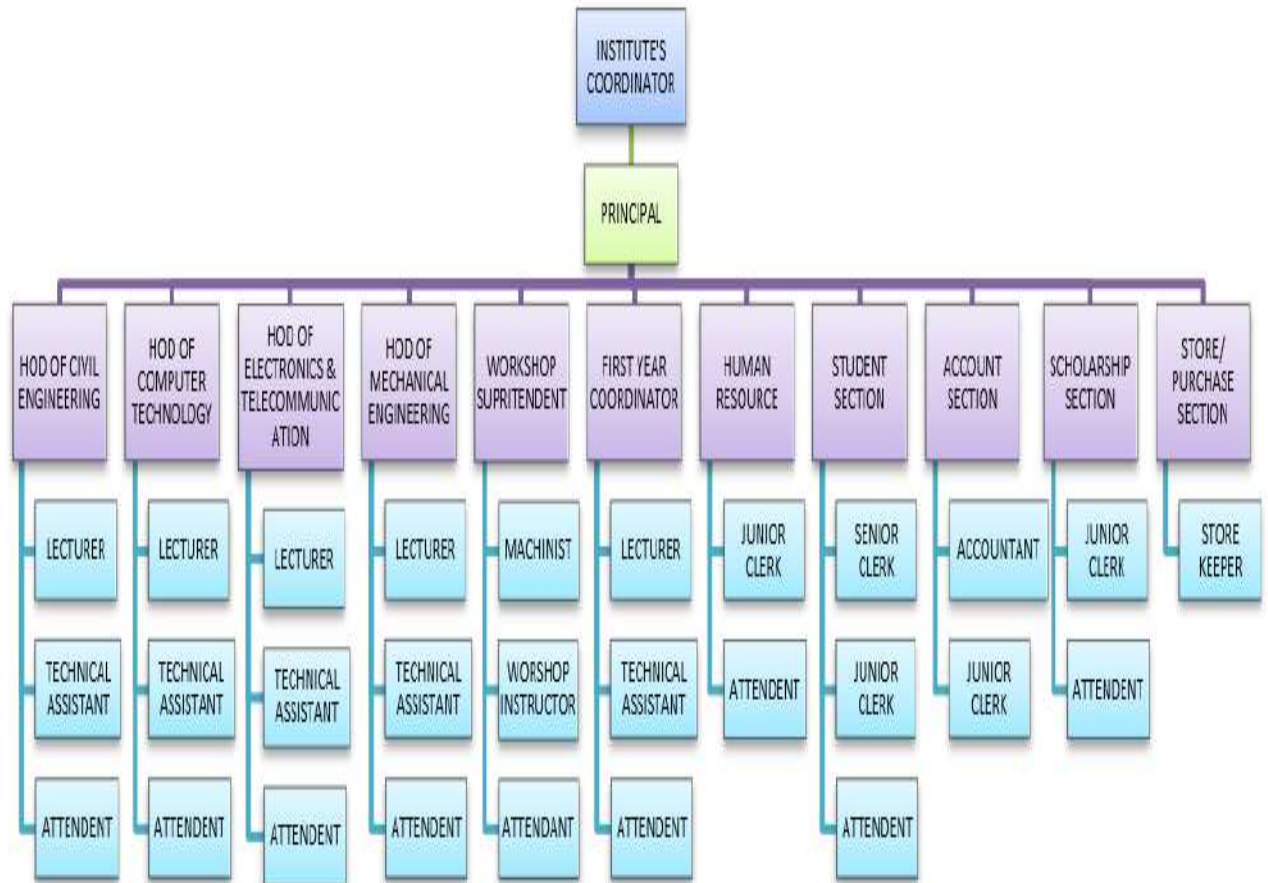 INSTITUTE'S
COORDINATOR
PRINCIPAL
HOD OF CIVIL
ENGINEERING
HOD OF
COMPUTER
TECHNOLOGY
HOD OF
ELECTRONICS &
TELECOMMUNIC
ATION
HOD OF
MECHANICAL
ENGINEERING
WORKSHOP
SUPRITENDENT
FIRST YEAR
COORDINATOR
HUMAN
RESOURCE
STUDENT
SECTION
ACCOUNT
SECTION
SCHOLARSHIP
SECTION
STORE/
PURCHASE
SECTION
LECTURER
LECTURER
LECTURER
LECTURER
MACHINIST
LECTURER
JUNIOR
CLERK
SENIOR
CLERK
ACCOUNTANT
JUNIOR
CLERK
STORE
KEEPER
TECHNICAL
ASSISTANT
TECHNICAL
ASSISTANT
TECHNICAL
ASSISTANT
TECHNICAL
ASSISTANT
WORSHOP
INSTRUCTOR
TECHNICAL
ASSISTANT
ATTENDENT
JUNIOR
CLERK
JUNIOR
CLERK
ATTENDENT
ATTENDENT
ATTENDENT
ATTENDENT
ATTENDENT
ATTENDANT
ATTENDENT
ATTENDENT